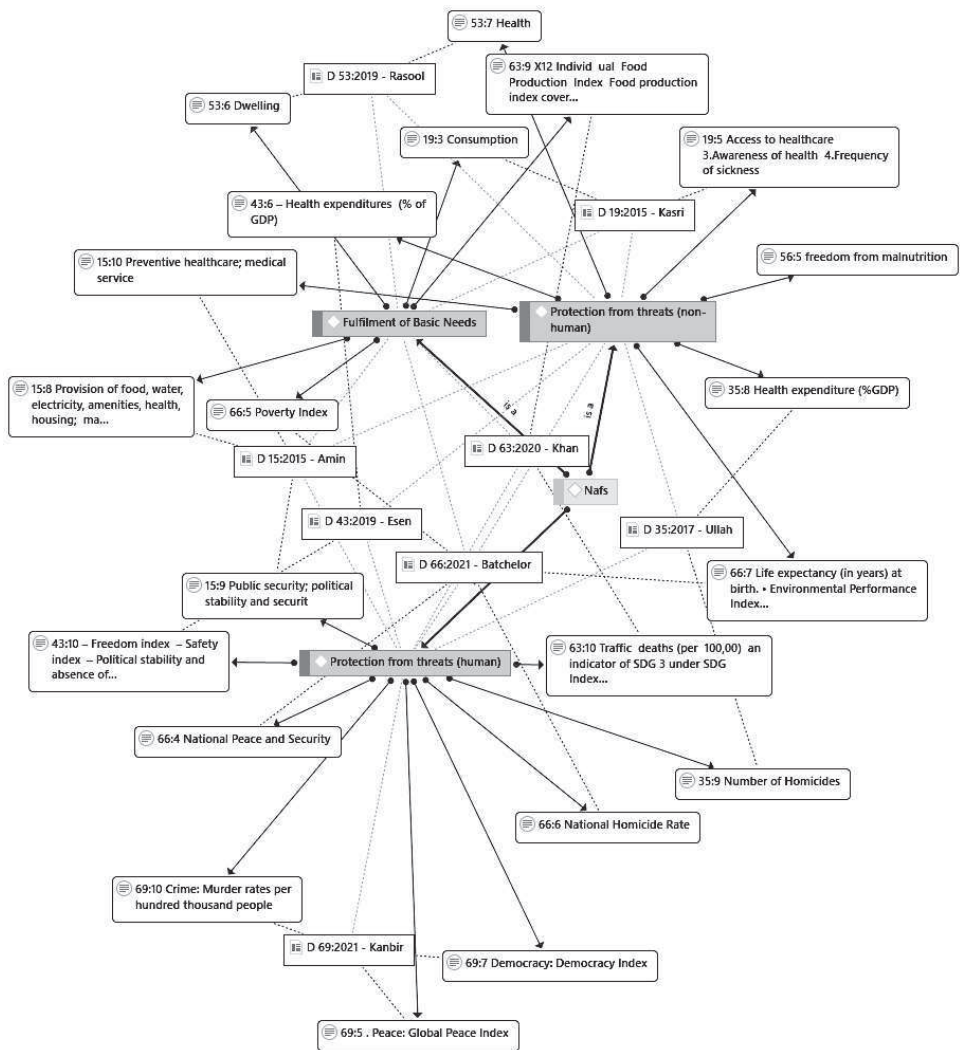 53:7 Health
63:9 X12 Individ ual Food
Production Index Food production
index cover...
D 53:2019 - Rasool
53:6 Dwelling
19:3 Consumption
19:5 Access to healthcare
3.Awareness of health 4.Frequency
of sickness
43:6 – Health expenditures (% of
GDP)
D 19:2015 - Kasri
15:10 Preventive healthcare; medical
service
56:5 freedom from malnutrition
Fulfilment of Basic Needs
Protection from threats (non-
human)
15:8 Provision of food, water,
electricity, amenities, health,
housing; ma...
66:5 Poverty Index
35:8 Health expenditure (%GDP)
is a
is a
D 15:2015 - Amin
D 63:2020 - Khan
Nafs
D 43:2019 - Esen
D 35:2017 - Ullah
D 66:2021 - Batchelor
15:9 Public security; political
stability and securit
66:7 Life expectancy (in years) at
birth. • Environmental Performance
Index...
43:10 – Freedom index – Safety
index – Political stability and
absence of...
Protection from threats (human)
63:10 Traffic deaths (per 100,00) an
indicator of SDG 3 under SDG
Index...
66:4 National Peace and Security
35:9 Number of Homicides
66:6 National Homicide Rate
69:10 Crime: Murder rates per
hundred thousand people
D 69:2021 - Kanbir
69:7 Democracy: Democracy Index
69:5 . Peace: Global Peace Index